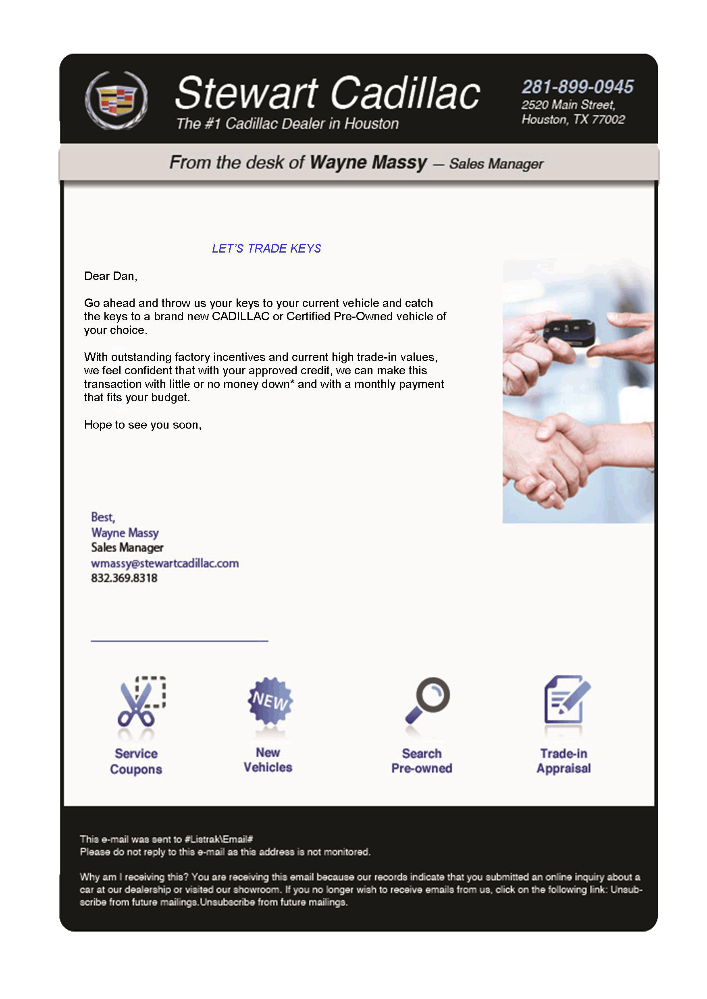 Stewart Cadillac
The #1 Cadillac Dealer in Houston
281-899-0945
2520 Main Street,
Houston, TX 77002
From the desk of Wayne Massy — Sales Manager
LET’S TRADE KEYS
Dear Dan,
Go ahead and throw us your keys to your current vehicle and catch
the keys to a brand new CADILLAC or Certified Pre-Owned vehicle of
your choice.
With outstanding factory incentives and current high trade-in values,
we feel confident that with your approved credit, we can make this
transaction with little or no money down* and with a monthly payment
that fits your budget.
Hope to see you soon,
Best,
Wayne Massy
Sales Manager
wmassy@stewartcadillac.com
832.369.8318
NEW
Service
Coupons
New
Vehicles
Search
Pre-owned
Trade-in
Appraisal
This e-mail was sent to #Listrak\Email#
Please do not reply to this e-mail as this address is not monitored.
Why am I receiving this? You are receiving this email because our records indicate that you submitted an online inquiry about a
car at our dealership or visited our showroom. If you no longer wish to receive emails from us, click on the following link: Unsub-
scribe from future mailings.Unsubscribe from future mailings.